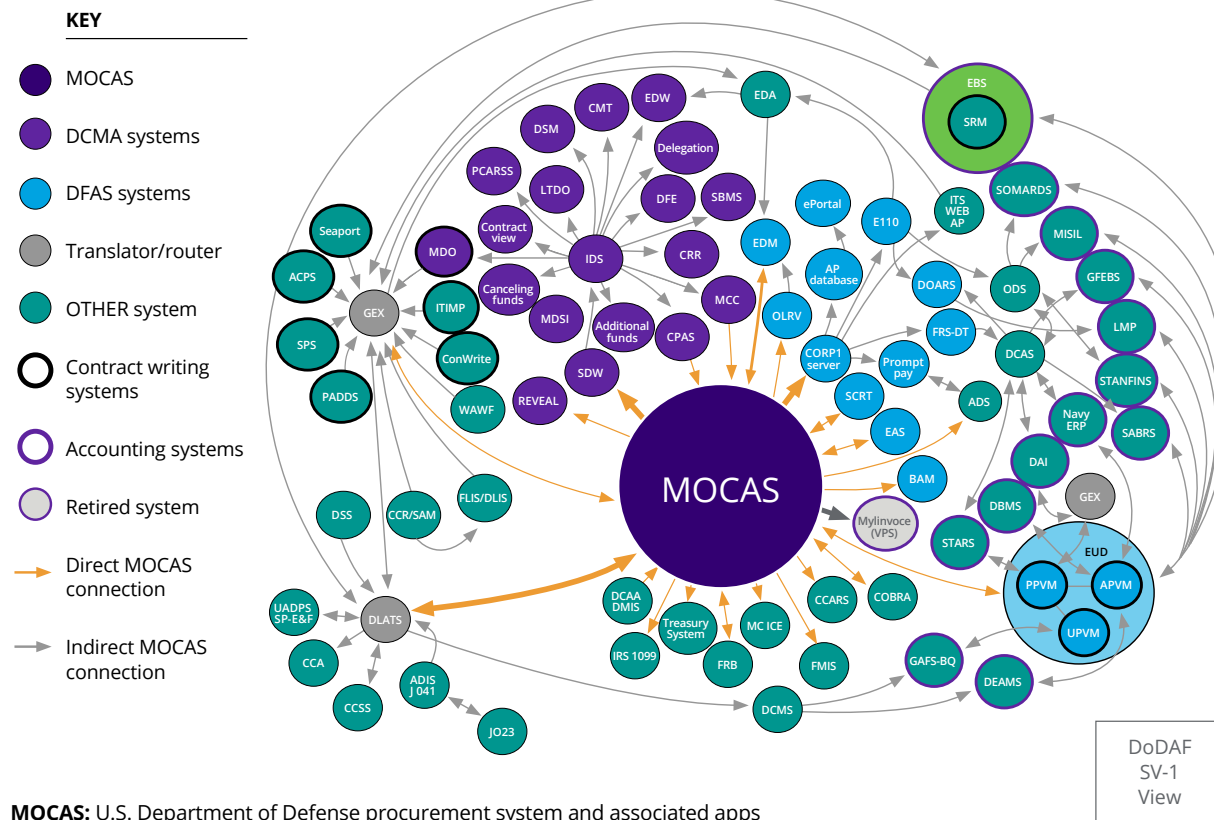 KEY
MOCAS
DCMA systems
DFAS systems
Translator/router
OTHER system
Contract writing
systems
Accounting systems
Retired system
Direct MOCAS
connection
Indirect MOCAS
connection
EBS
SRM
EDA
EDW
CMT
DSM
Delegation
PCARSS
LTDO
DFE
SBMS
ePortal
E110
ITS
WEB
AP
SOMARDS
MISIL
GFEBS
LMP
STANFINS
SABRS
Seaport
MDO
Contract
view
IDS
CRR
EDM
AP
database
DOARS
ODS
ACPS
GEX
ITIMP
Canceling
funds
MDSI
Additional
funds
CPAS
MCC
OLRV
CORP1
server
FRS-DT
DCAS
SPS
ConWrite
SDW
Prompt
pay
PADDS
WAWF
REVEAL
SCRT
ADS
Navy
ERP
EAS
DAI
MOCAS
BAM
GEX
DBMS
DSS
CCR/SAM
FLIS/DLIS
MyIinvoce
(VPS)
STARS
EUD
PPVM
APVM
UPVM
UADPS
SP-E&F
DLATS
DCAA
DMIS
CCARS
COBRA
Treasury
System
MC ICE
CCA
IRS 1099
FRB
FMIS
GAFS-BQ
DEAMS
ADIS
J 041
CCSS
DCMS
JO23
DoDAF
SV-1
View
MOCAS: U.S. Department of Defense procurement system and associated apps